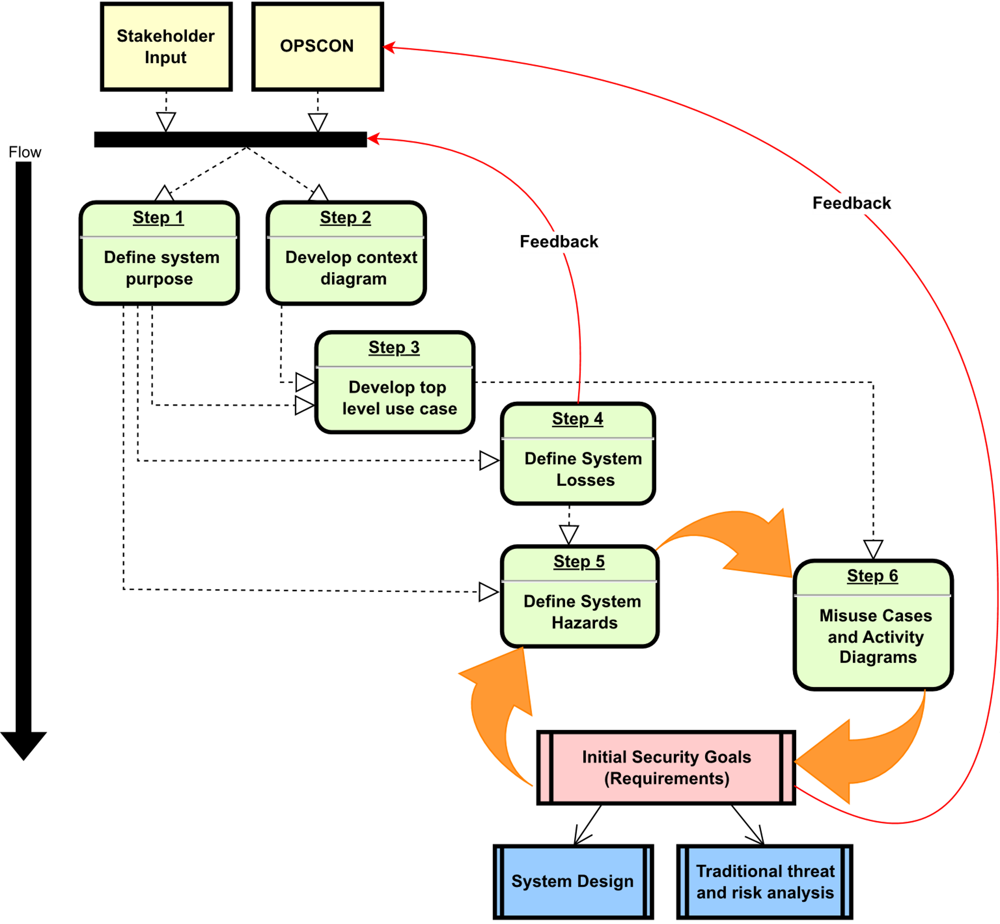 Stakeholder
Input
OPSCON
Flow
Feedback
Step 1
Define system
purpose
Step 2
Develop context
diagram
Feedback
Step 3
Develop top
level use case
Step 4
Define System
Losses
Step 5
Define System
Hazards
Step 6
Misuse Cases
and Activity
Diagrams
Initial Security Goals
(Requirements)
System Design
Traditional threat
and risk analysis